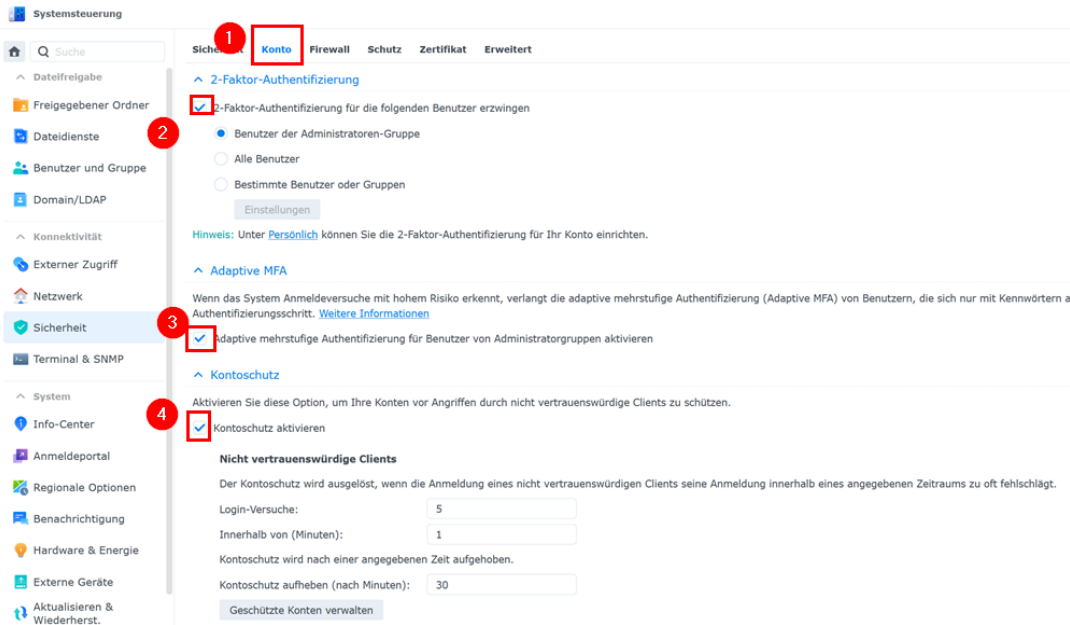 Systemsteuerung
Suche
Dateifreigabe
Freigegebener Ordner
Dateidienste
Benutzer und Gruppe
Domain/LDAP
Konnektivität
Externer Zugriff
Netzwerk
Sicherheit
Terminal & SNMP
System
Info-Center
Anmeldeportal
Regionale Optionen
Benachrichtigung
Hardware & Energie
Externe Geräte
Aktualisieren &
Wiederherst.
1
Konto Firewall Schutz Zertifikat Erweitert
2-Faktor-Authentifizierung
2
2-Faktor-Authentifizierung für die folgenden Benutzer erzwingen
Benutzer der Administratoren-Gruppe
Alle Benutzer
Bestimmte Benutzer oder Gruppen
Einstellungen
Hinweis: Unter Persönlich können Sie die 2-Faktor-Authentifizierung für Ihr Konto einrichten.
Adaptive MFA
Wenn das System Anmeldeversuche mit hohem Risiko erkennt, verlangt die adaptive mehrstufige Authentifizierung (Adaptive MFA) von Benutzern, die sich nur mit Kennwörtern a
Authentifizierungsschritt. Weitere Informationen
3
Adaptive mehrstufige Authentifizierung für Benutzer von Administratorgruppen aktivieren
Kontoschutz
Aktivieren Sie diese Option, um Ihre Konten vor Angriffen durch nicht vertrauenswürdige Clients zu schützen.
4
Kontoschutz aktivieren
Nicht vertrauenswürdige Clients
Der Kontoschutz wird ausgelöst, wenn die Anmeldung eines nicht vertrauenswürdigen Clients seine Anmeldung innerhalb eines angegebenen Zeitraums zu oft fehlschlägt.
Login-Versuche: 5
Innerhalb von (Minuten): 1
Kontoschutz wird nach einer angegebenen Zeit aufgehoben.
Kontoschutz aufheben (nach Minuten): 30
Geschützte Konten verwalten